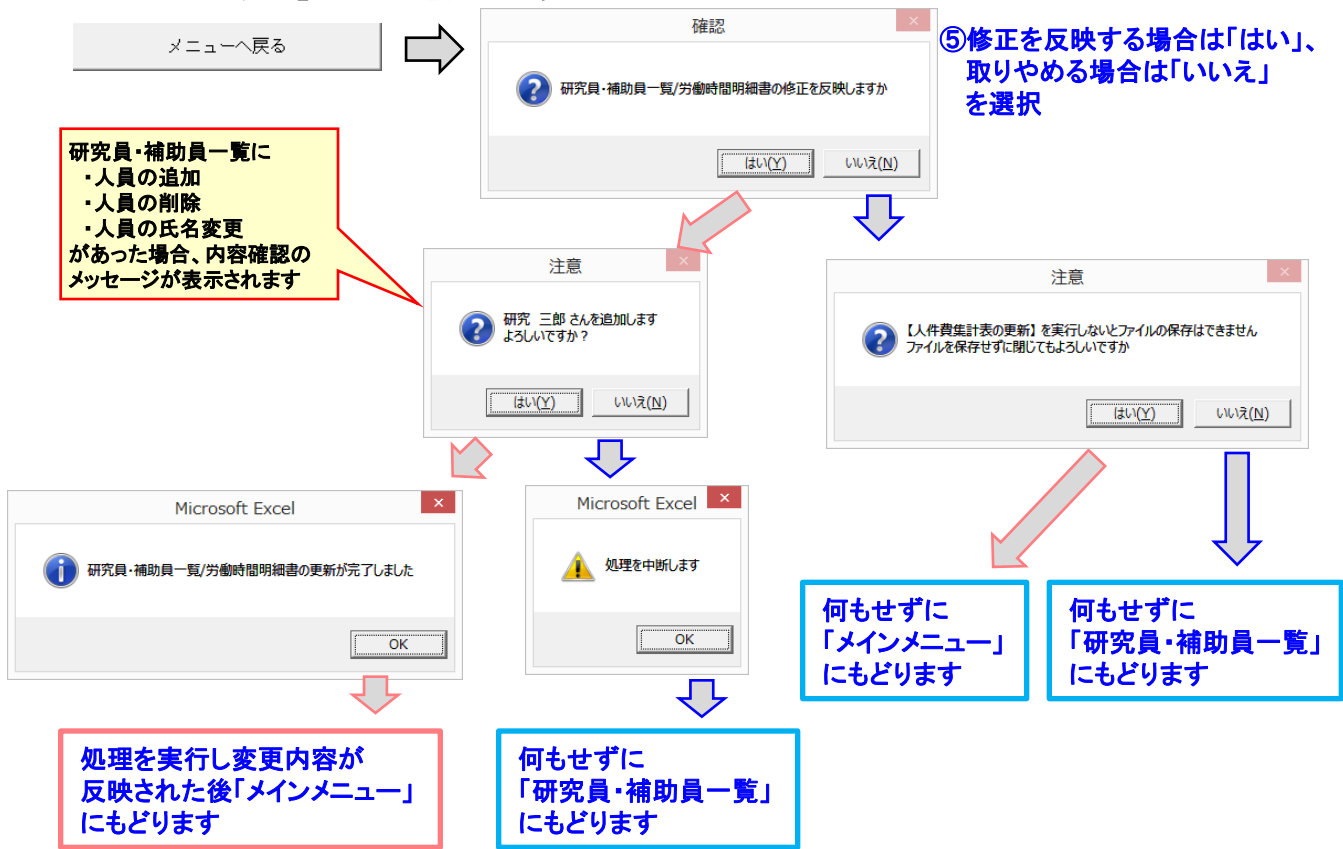 メニューへ戻る
確認
研究員・補助員一覧/労働時間明細書の修正を反映しますか
はい(Y)
いいえ(N)
⑤修正を反映する場合は「はい」、
取りやめる場合は「いいえ」
を選択
研究員・補助員一覧に
・人員の追加
・人員の削除
・人員の氏名変更
があった場合、内容確認の
メッセージが表示されます
注意
研究　三郎 さんを追加します
よろしいですか？
はい(Y)
いいえ(N)
注意
【人件費集計表の更新】を実行しないとファイルの保存はできません
ファイルを保存せずに閉じてもよろしいですか
はい(Y)
いいえ(N)
Microsoft Excel
研究員・補助員一覧/労働時間明細書の更新が完了しました
OK
Microsoft Excel
処理を中断します
OK
何もせずに
「メインメニュー」
にもどります
何もせずに
「研究員・補助員一覧」
にもどります
処理を実行し変更内容が
反映された後「メインメニュー」
にもどります
何もせずに
「研究員・補助員一覧」
にもどります